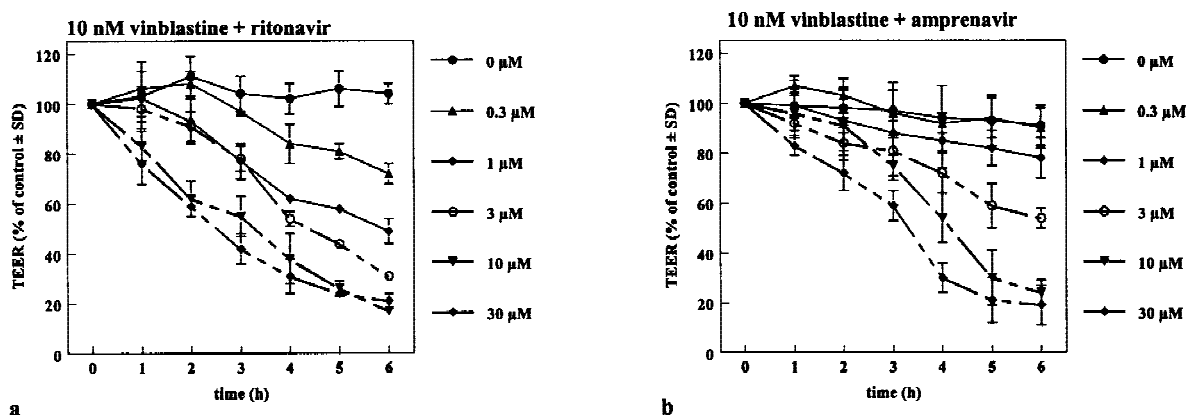 10 nM vinblastine + ritonavir
TEER (% of control ± SD)
120
100
80
60
40
20
0
0 1 2 3 4 5 6
time (h)
0 µM
0.3 µM
1 µM
3 µM
10 µM
30 µM
a
10 nM vinblastine + amprenavir
TEER (% of control ± SD)
120
100
80
60
40
20
0
0 1 2 3 4 5 6
time (h)
0 µM
0.3 µM
1 µM
3 µM
10 µM
30 µM
b